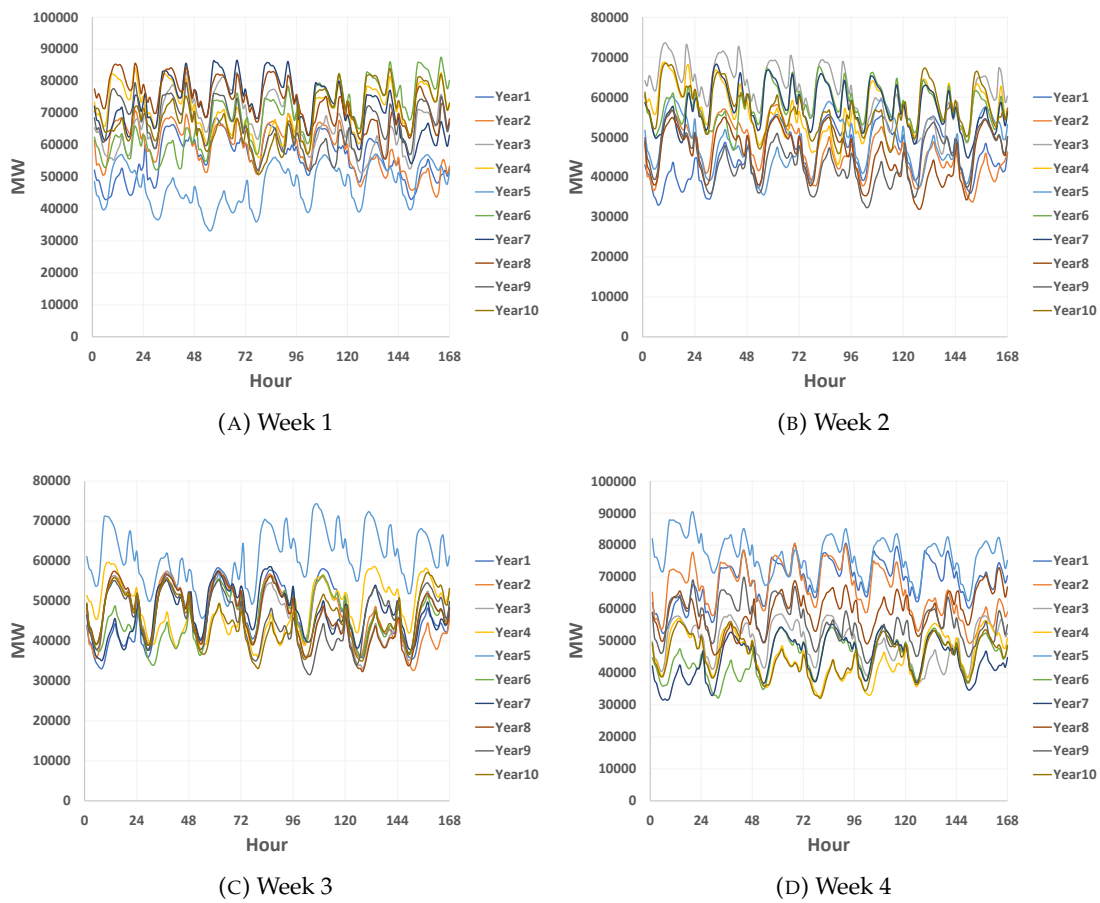 100000
90000
80000
70000
60000
50000
40000
30000
20000
10000
0
MW
0 24 48 72 96 120 144 168
Hour
Year1
Year2
Year3
Year4
Year5
Year6
Year7
Year8
Year9
Year10
(A) Week 1
80000
70000
60000
50000
40000
30000
20000
10000
0
MW
0 24 48 72 96 120 144 168
Hour
Year1
Year2
Year3
Year4
Year5
Year6
Year7
Year8
Year9
Year10
(B) Week 2
80000
70000
60000
50000
40000
30000
20000
10000
0
MW
0 24 48 72 96 120 144 168
Hour
Year1
Year2
Year3
Year4
Year5
Year6
Year7
Year8
Year9
Year10
(C) Week 3
100000
90000
80000
70000
60000
50000
40000
30000
20000
10000
0
MW
0 24 48 72 96 120 144 168
Hour
Year1
Year2
Year3
Year4
Year5
Year6
Year7
Year8
Year9
Year10
(D) Week 4